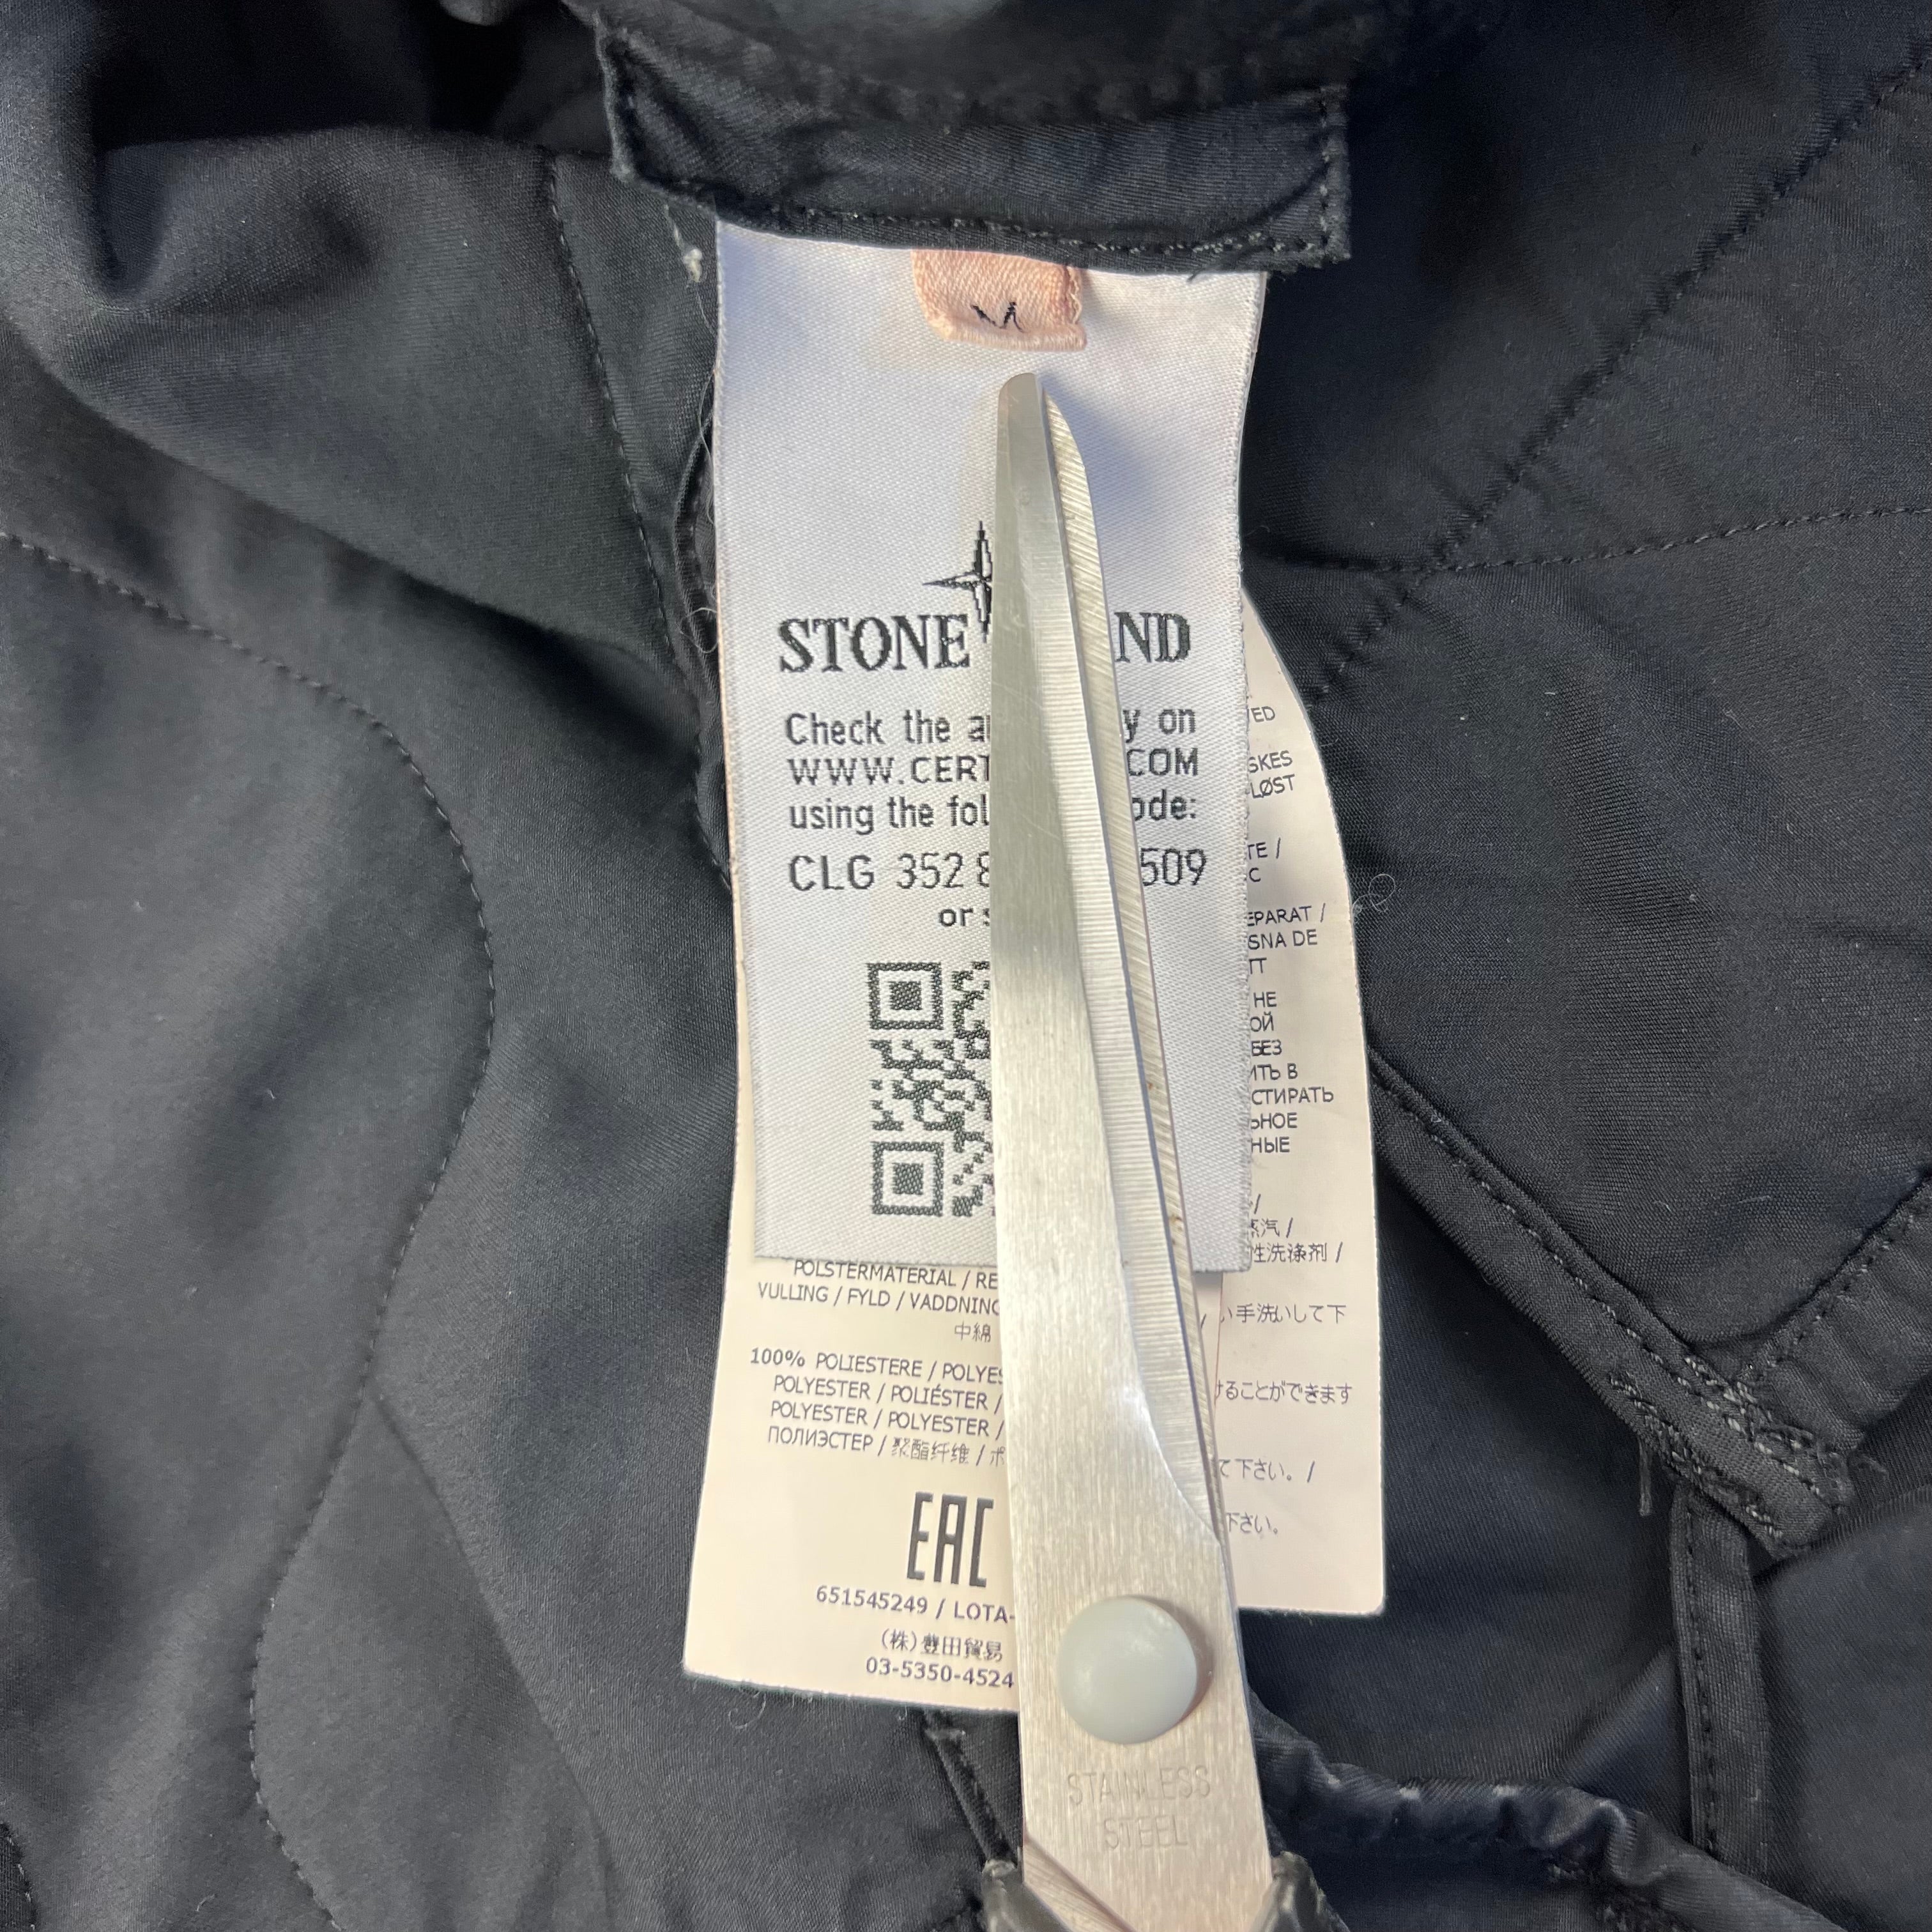 M
STONE ND
Check the a y on
WWW.CERT COM
using the fol ode:
CLG 352 8 509
or s
POLSTERMATERIAL / RE
VULLING / FYLD / VADDNING
中綿
100% POLIESTERE / POLYES
POLYESTER / POLIÉSTER /
POLYESTER / POLYESTER /
ПОЛИЭСТЕР / 聚酯纤维 / ポ
EAC
651545249 / LOTA-
(株)豊田貿易
03-5350-4524
ED
SKES
LØST
TE /
C
EPARAT /
SNA DE
TT
НЕ
ОЙ
БЕЗ
ИТЬ В
СТИРАТЬ
ЬНОЕ
НЫЕ
/
蒸汽 /
性洗涤剂 /
い手洗いして下
けることができます
て下さい。 /
下さい。
STAINLESS
STEEL